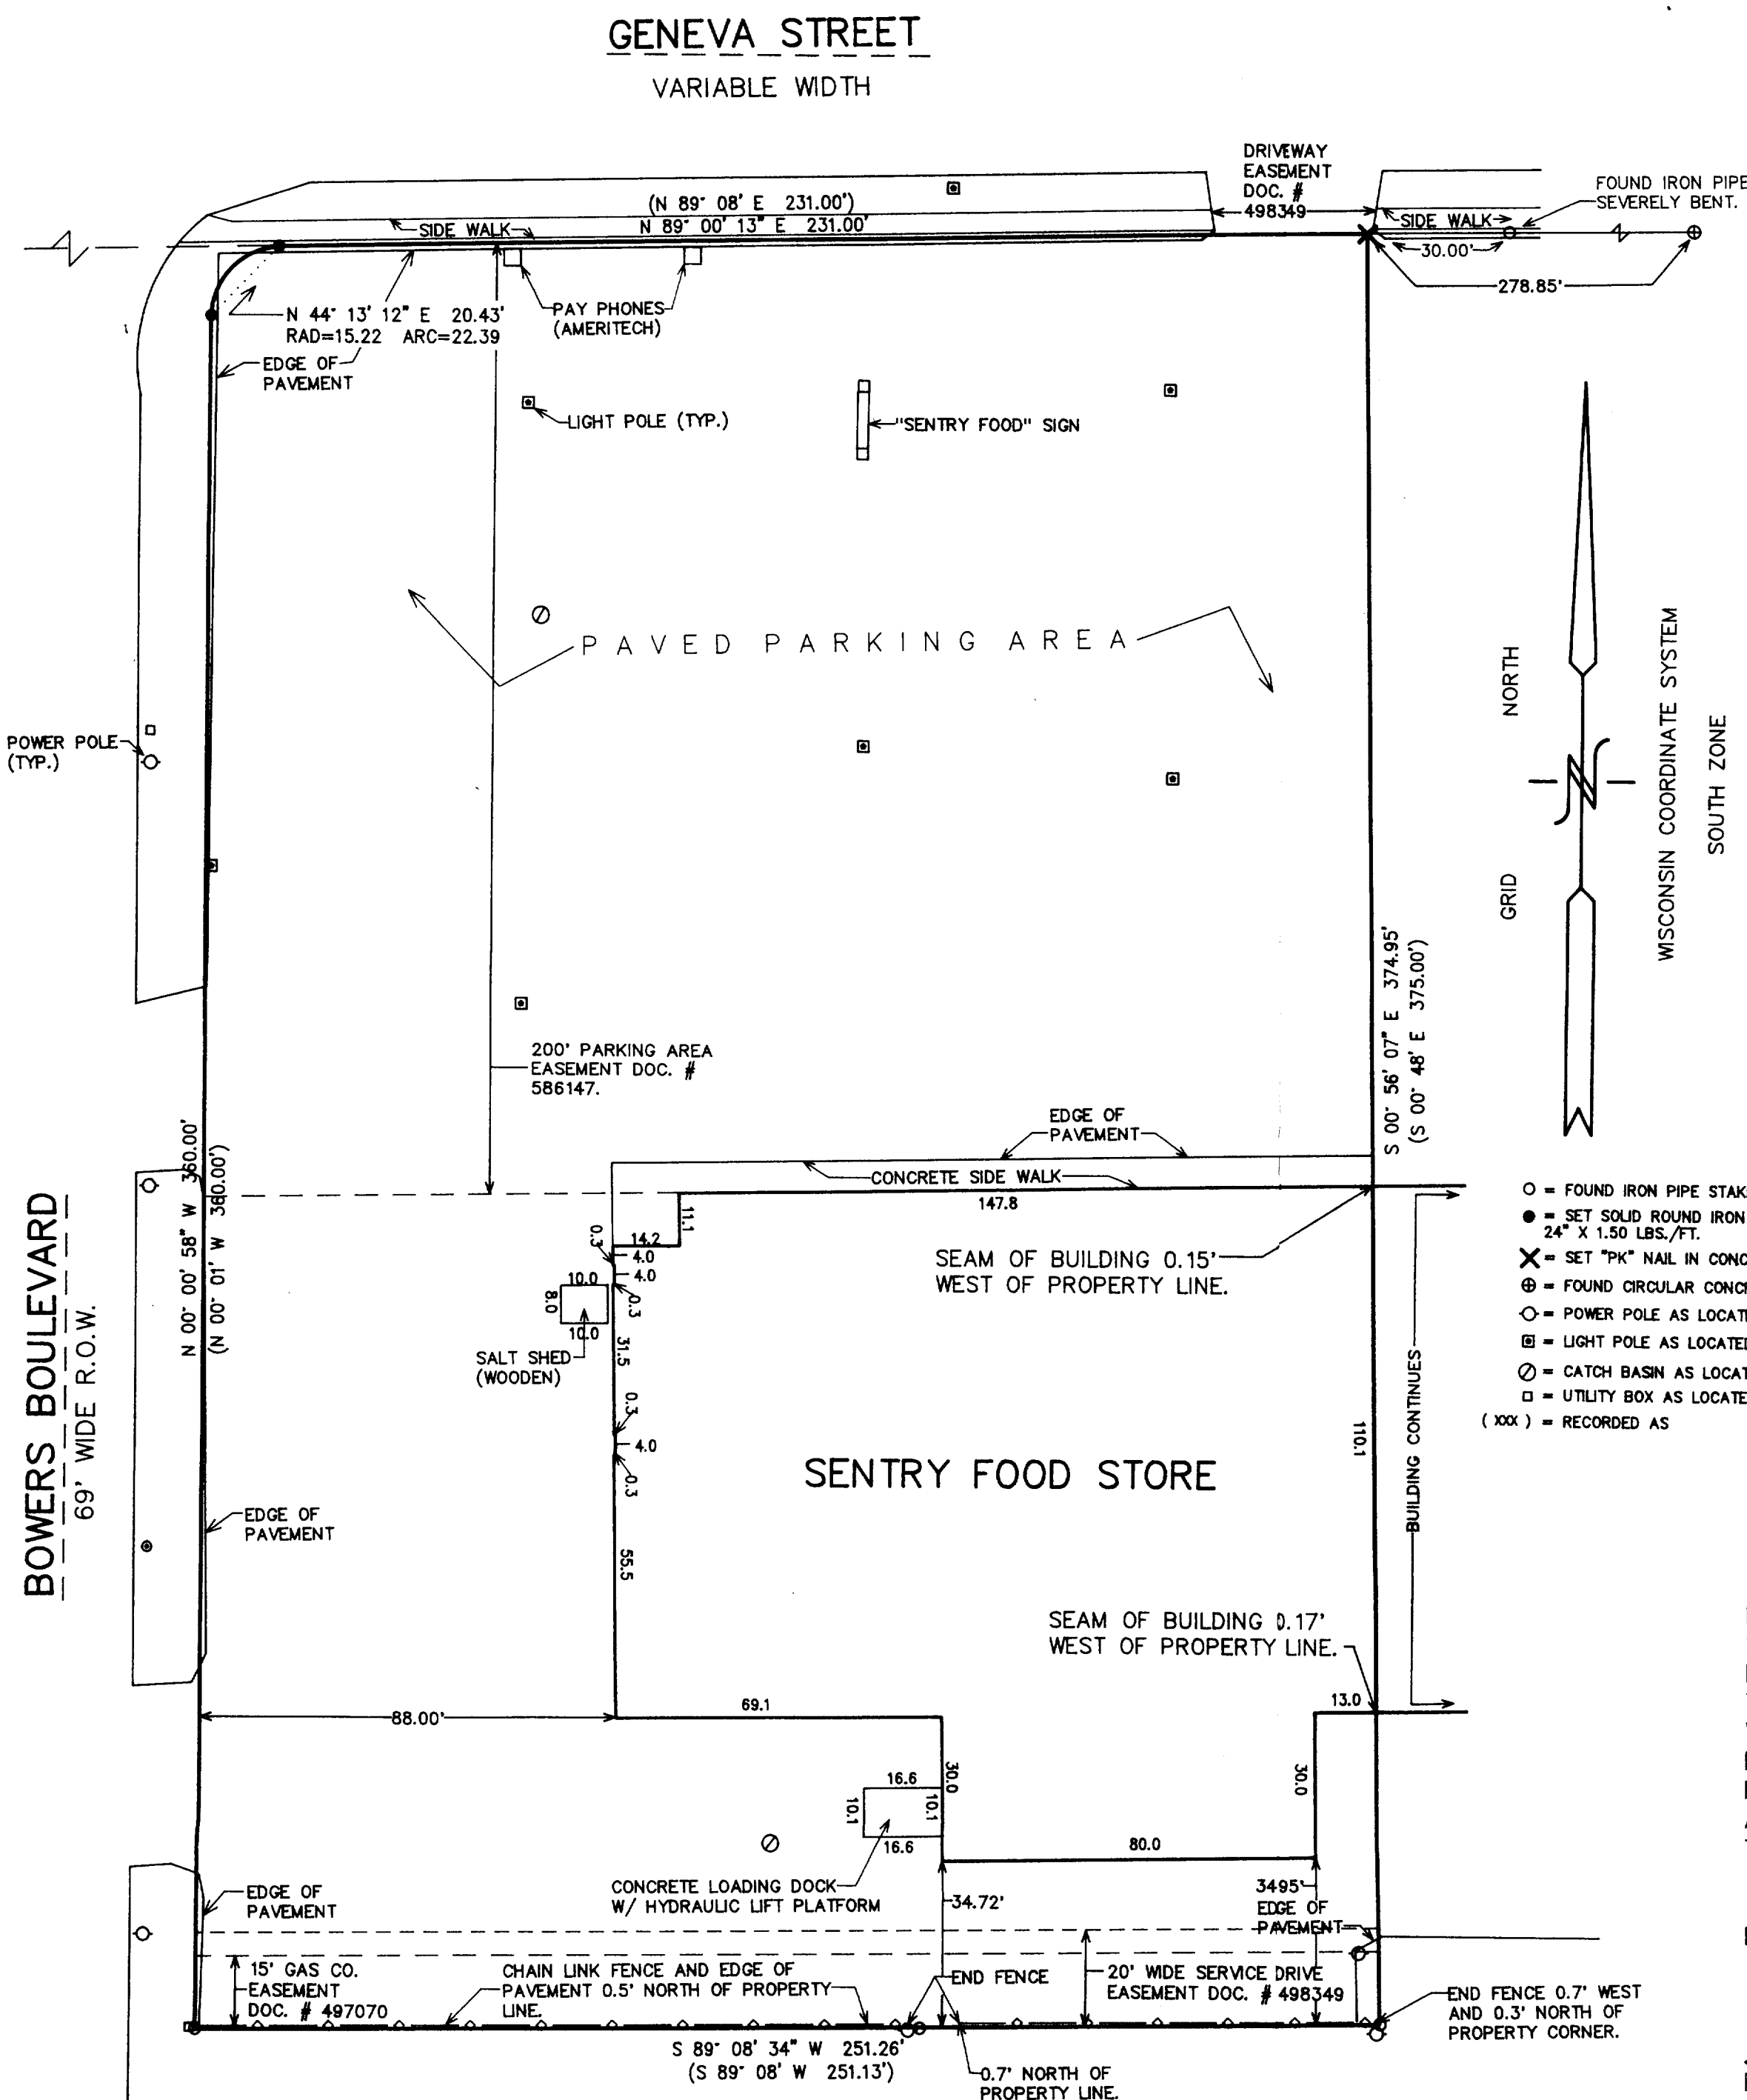 GENEVA STREET
VARIABLE WIDTH
DRIVEWAY
EASEMENT
DOC. #
498349
FOUND IRON PIPE
SEVERELY BENT.
(N 89° 08' E 231.00')
SIDE WALK
N 89° 00' 13" E 231.00'
SIDE WALK
30.00'
278.85'
N 44° 13' 12" E 20.43'
RAD=15.22 ARC=22.39
PAY PHONES
(AMERITECH)
EDGE OF
PAVEMENT
LIGHT POLE (TYP.)
"SENTRY FOOD" SIGN
PAVED PARKING AREA
POWER POLE
(TYP.)
GRID NORTH
WISCONSIN COORDINATE SYSTEM
SOUTH ZONE
S 00° 56' 07" E 374.95'
(S 00° 48' E 375.00')
200' PARKING AREA
EASEMENT DOC. #
586147.
EDGE OF
PAVEMENT
CONCRETE SIDE WALK
147.8
11.1
14.2
0.3
4.0
4.0
0.3
10.0
8.0
10.0
31.5
SALT SHED
(WOODEN)
0.3
4.0
0.3
55.5
N 00° 00' 58" W 360.00'
(N 00° 01' W 360.00')
BOWERS BOULEVARD
69' WIDE R.O.W.
SEAM OF BUILDING 0.15'
WEST OF PROPERTY LINE.
= FOUND IRON PIPE STAK
= SET SOLID ROUND IRON
24" X 1.50 LBS./FT.
= SET "PK" NAIL IN CONC
= FOUND CIRCULAR CONC
= POWER POLE AS LOCAT
= LIGHT POLE AS LOCATE
= CATCH BASIN AS LOCAT
= UTILITY BOX AS LOCATE
( XXX ) = RECORDED AS
110.1
BUILDING CONTINUES
SENTRY FOOD STORE
EDGE OF
PAVEMENT
SEAM OF BUILDING 0.17'
WEST OF PROPERTY LINE.
88.00'
69.1
13.0
30.0
30.0
16.6
10.1
10.1
16.6
80.0
CONCRETE LOADING DOCK
W/ HYDRAULIC LIFT PLATFORM
34.72'
3495'
EDGE OF
PAVEMENT
EDGE OF
PAVEMENT
15' GAS CO.
EASEMENT
DOC. # 497070
CHAIN LINK FENCE AND EDGE OF
PAVEMENT 0.5' NORTH OF PROPERTY
LINE.
END FENCE
20' WIDE SERVICE DRIVE
EASEMENT DOC. # 498349
END FENCE 0.7' WEST
AND 0.3' NORTH OF
PROPERTY CORNER.
S 89° 08' 34" W 251.26'
(S 89° 08' W 251.13')
0.7' NORTH OF
PROPERTY LINE.